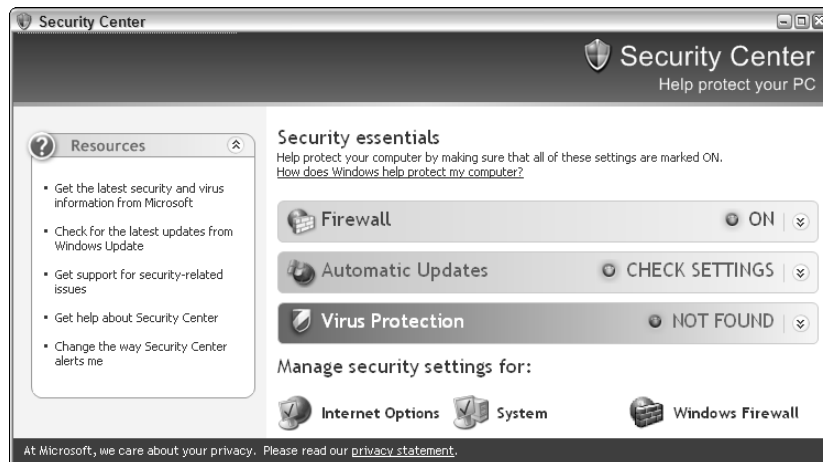 Security Center
Security Center
Help protect your PC
Resources
• Get the latest security and virus
information from Microsoft
• Check for the latest updates from
Windows Update
• Get support for security-related
issues
• Get help about Security Center
• Change the way Security Center
alerts me
Security essentials
Help protect your computer by making sure that all of these settings are marked ON.
How does Windows help protect my computer?
Firewall ON
Automatic Updates CHECK SETTINGS
Virus Protection NOT FOUND
Manage security settings for:
Internet Options System Windows Firewall
At Microsoft, we care about your privacy. Please read our privacy statement.